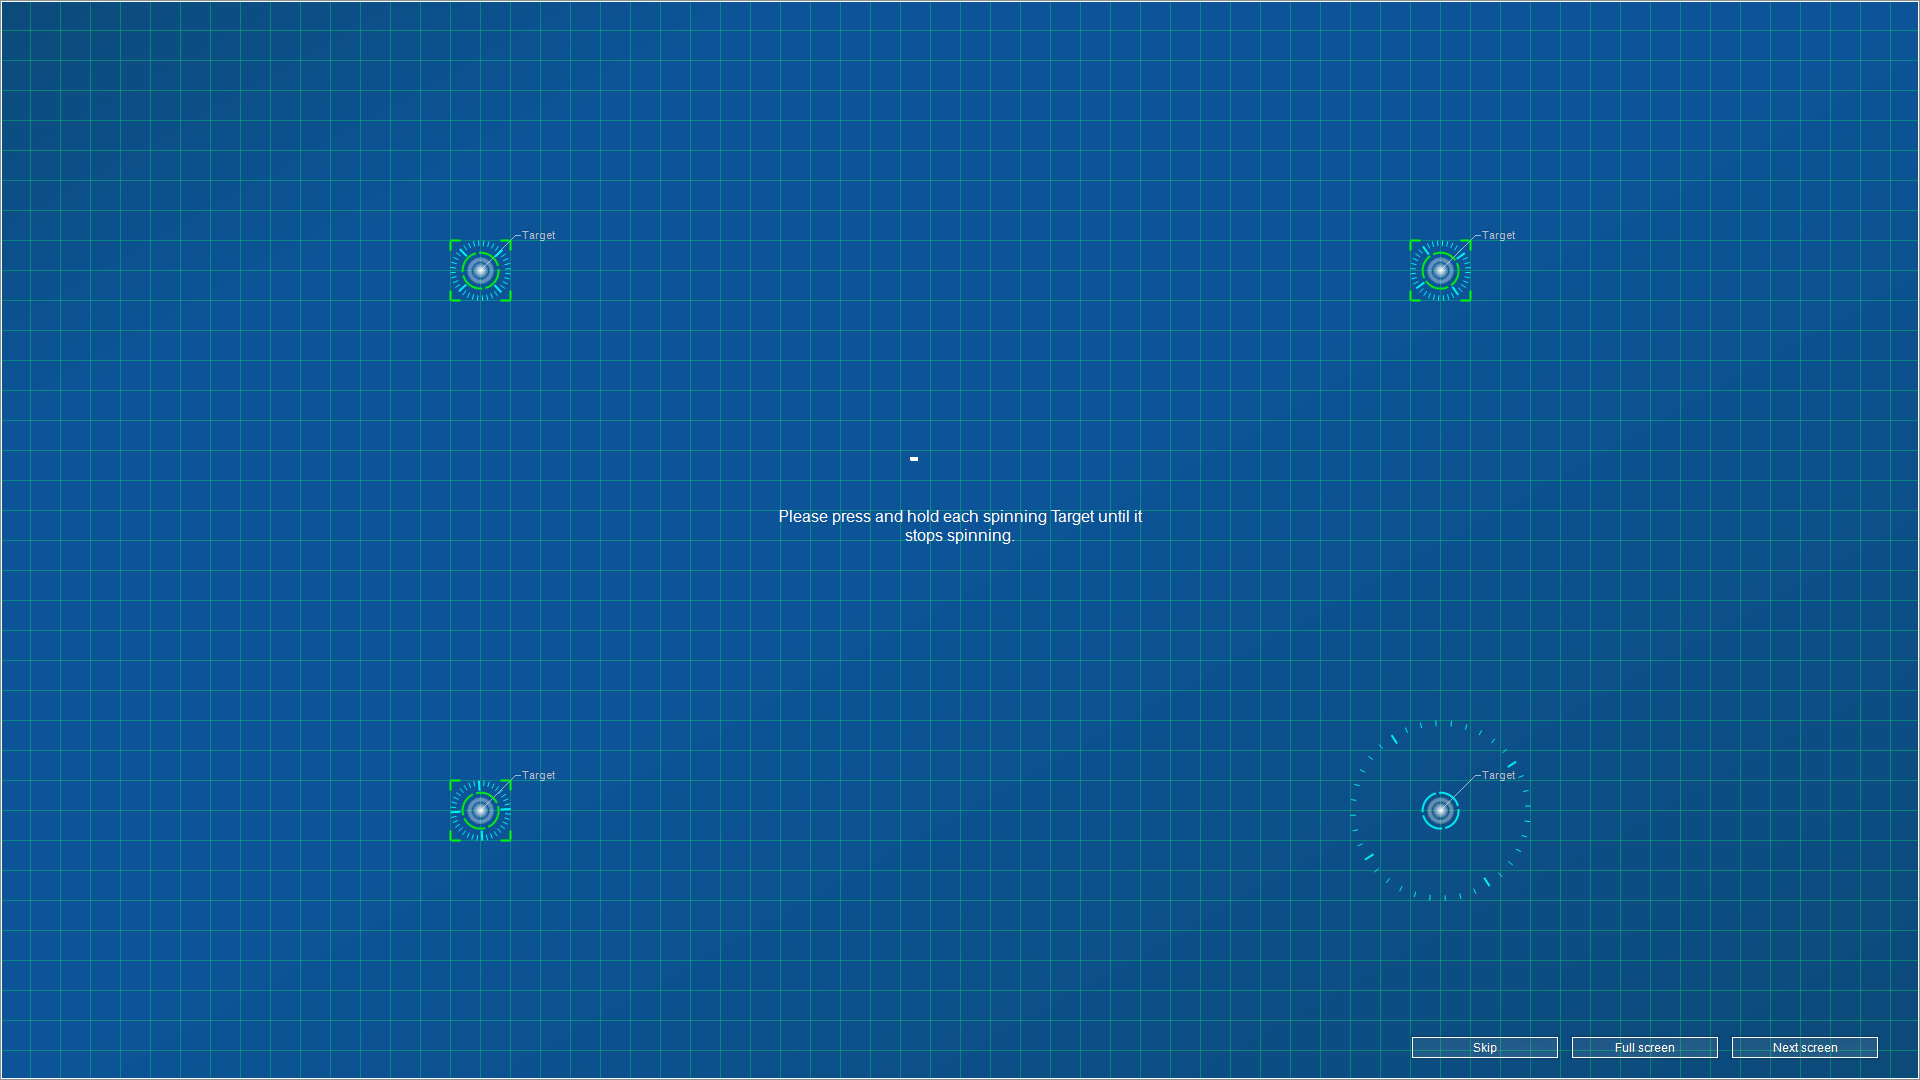 Target
Target
Please press and hold each spinning Target until it
stops spinning.
Target
Target
Skip
Full screen
Next screen